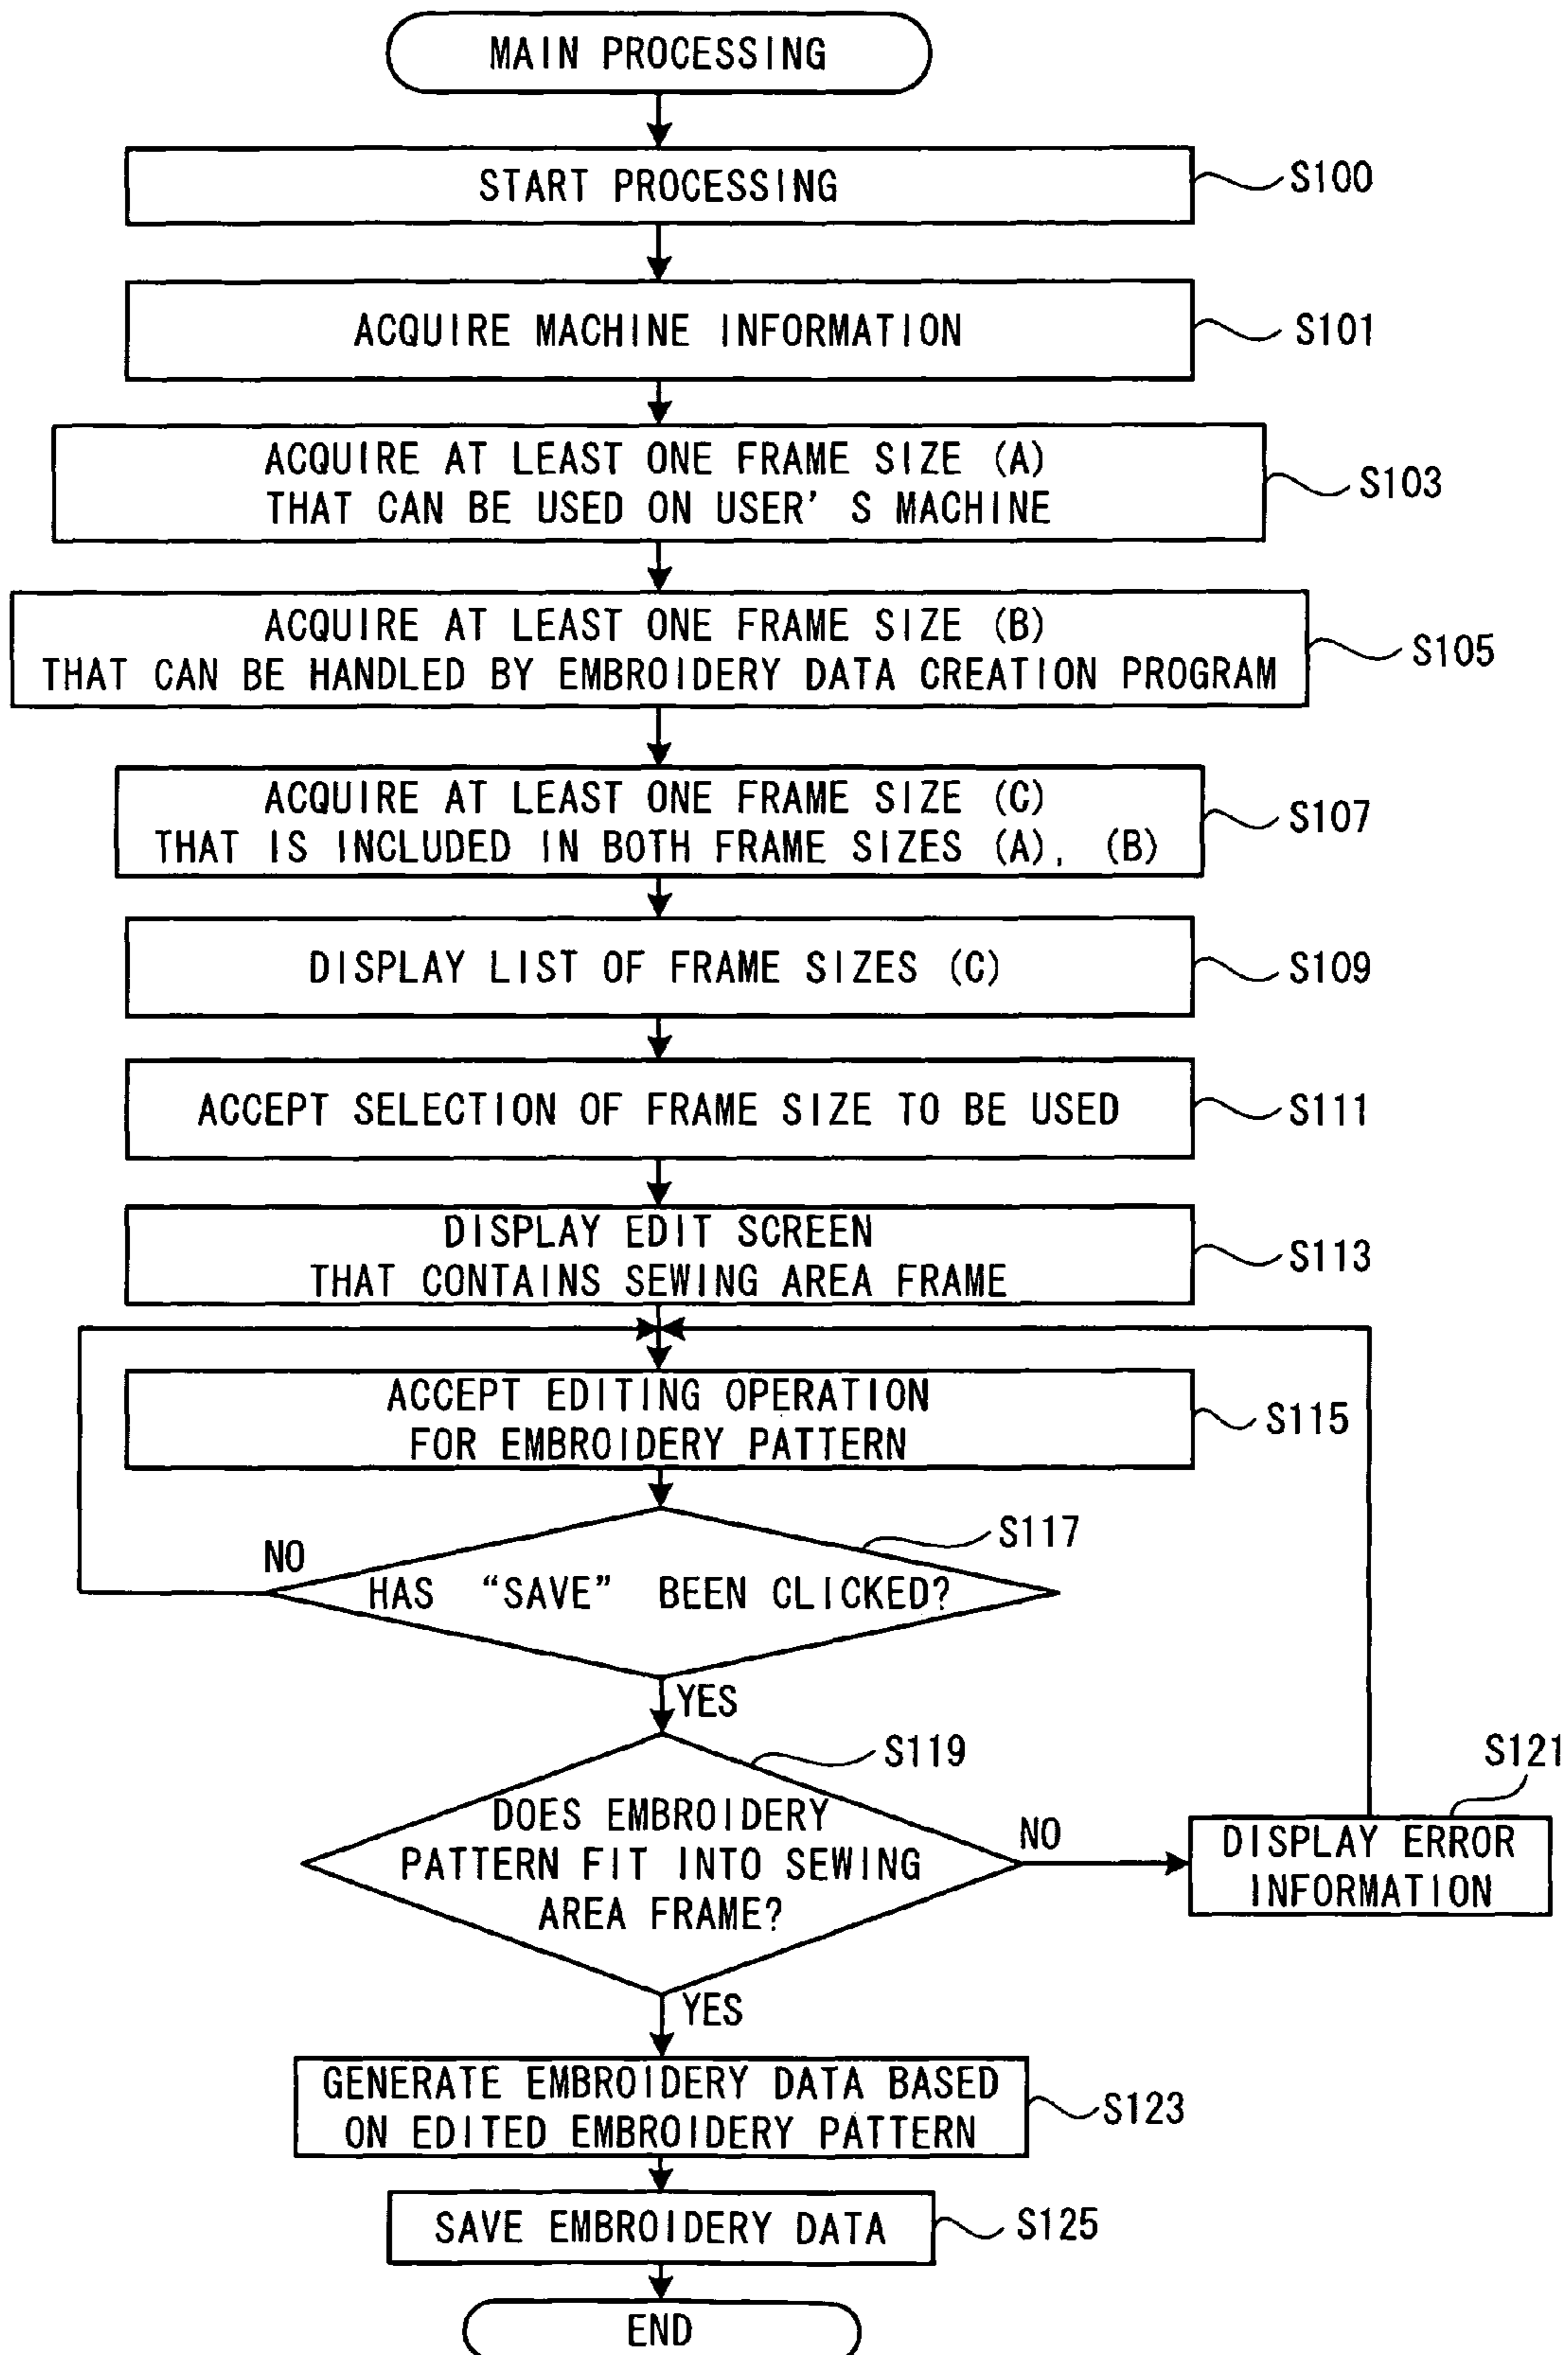 MAIN PROCESSING
START PROCESSING
S100
ACQUIRE MACHINE INFORMATION
S101
ACQUIRE AT LEAST ONE FRAME SIZE (A)
THAT CAN BE USED ON USER' S MACHINE
S103
ACQUIRE AT LEAST ONE FRAME SIZE (B)
THAT CAN BE HANDLED BY EMBROIDERY DATA CREATION PROGRAM
S105
ACQUIRE AT LEAST ONE FRAME SIZE (C)
THAT IS INCLUDED IN BOTH FRAME SIZES (A), (B)
S107
DISPLAY LIST OF FRAME SIZES (C)
S109
ACCEPT SELECTION OF FRAME SIZE TO BE USED
S111
DISPLAY EDIT SCREEN
THAT CONTAINS SEWING AREA FRAME
S113
ACCEPT EDITING OPERATION
FOR EMBROIDERY PATTERN
S115
S117
NO
HAS “SAVE” BEEN CLICKED?
YES
S119
DOES EMBROIDERY
PATTERN FIT INTO SEWING
AREA FRAME?
NO
S121
DISPLAY ERROR
INFORMATION
YES
GENERATE EMBROIDERY DATA BASED
ON EDITED EMBROIDERY PATTERN
S123
SAVE EMBROIDERY DATA
S125
END